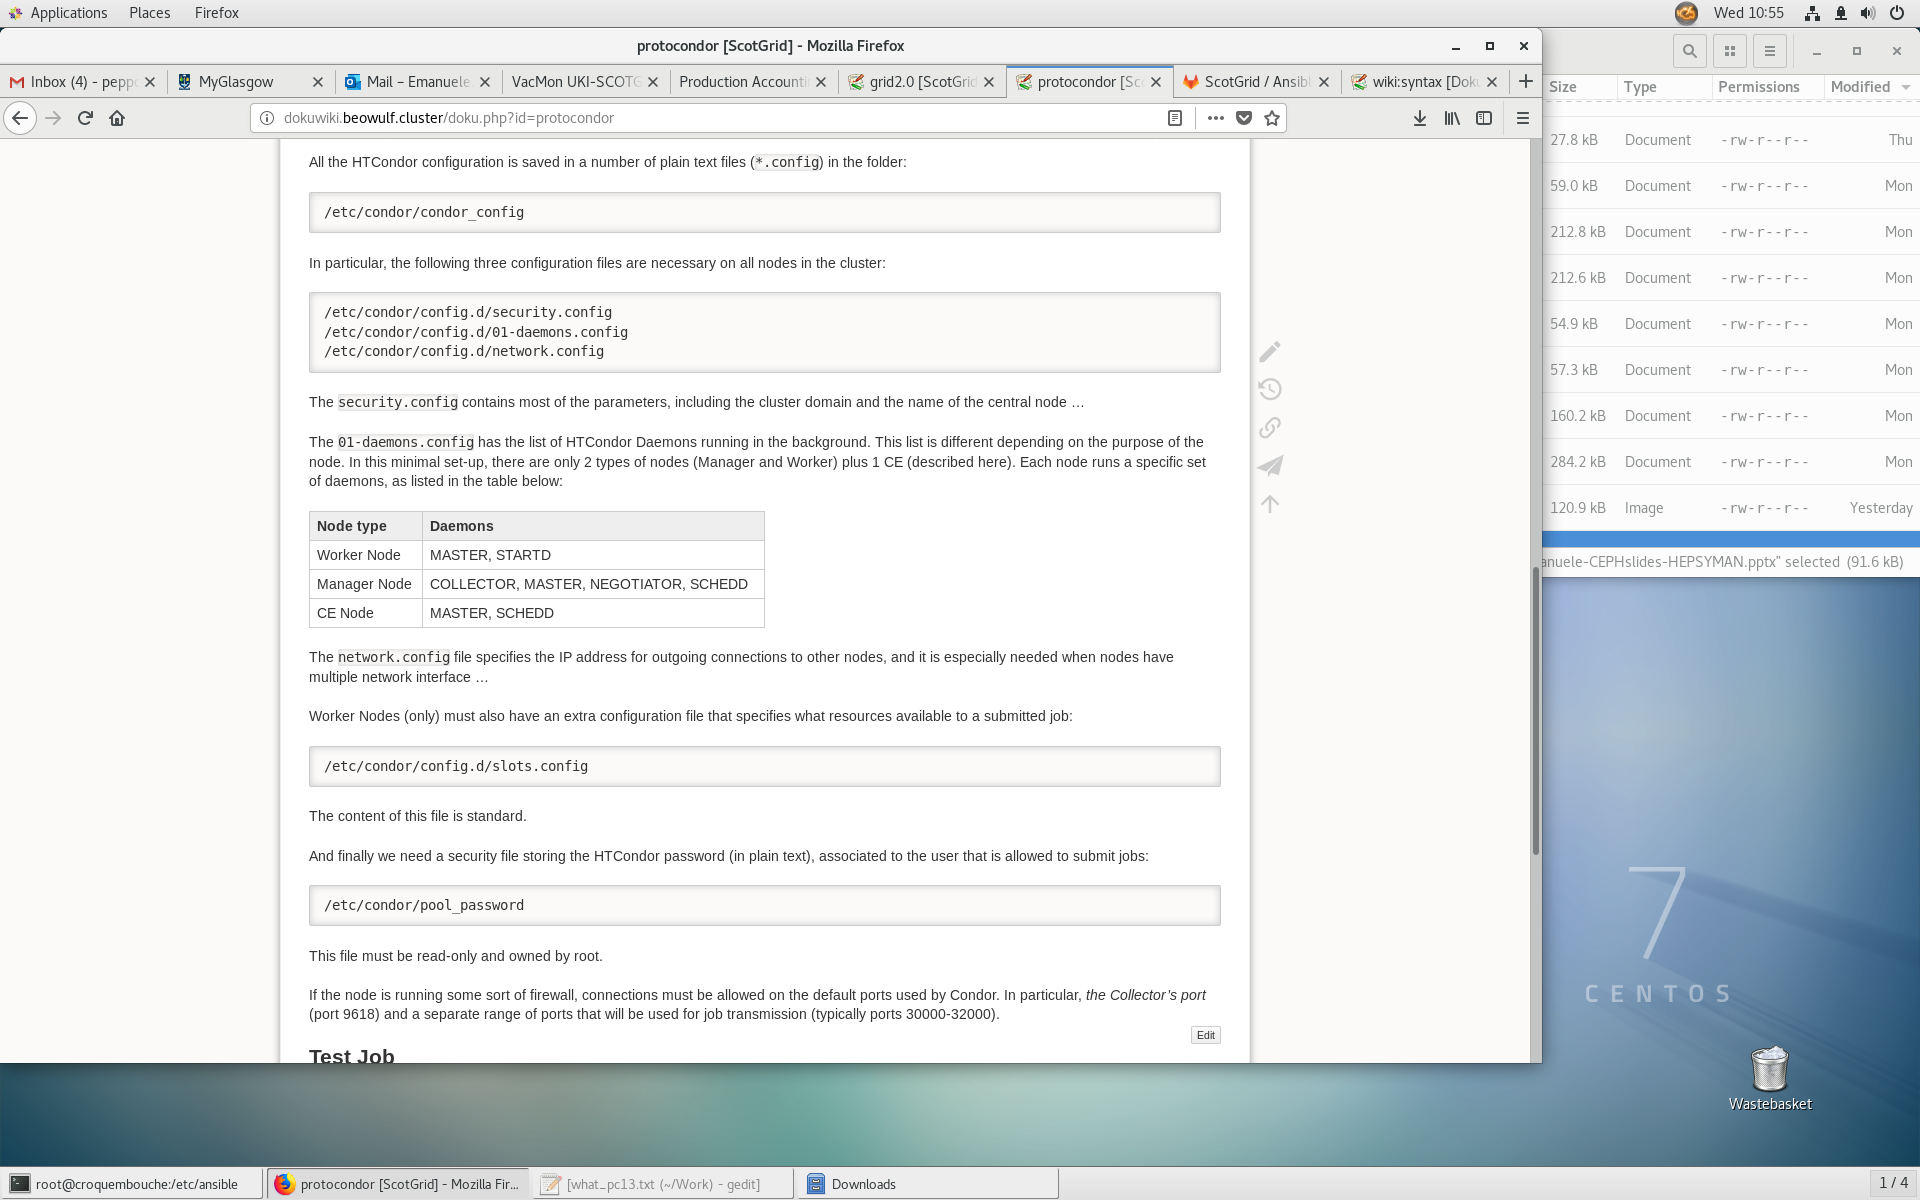 Applications Places Firefox Wed 10:55
protocondor [ScotGrid] - Mozilla Firefox
Inbox (4) - peppo
MyGlasgow
Mail – Emanuele
VacMon UKI-SCOTG
Production Accountin
grid2.0 [ScotGrid
protocondor [Sco
ScotGrid / Ansibl
wiki:syntax [Doku
dokuwiki.beowulf.cluster/doku.php?id=protocondor
All the HTCondor configuration is saved in a number of plain text files (*.config) in the folder:
/etc/condor/condor_config
In particular, the following three configuration files are necessary on all nodes in the cluster:
/etc/condor/config.d/security.config
/etc/condor/config.d/01-daemons.config
/etc/condor/config.d/network.config
The security.config contains most of the parameters, including the cluster domain and the name of the central node …
The 01-daemons.config has the list of HTCondor Daemons running in the background. This list is different depending on the purpose of the
node. In this minimal set-up, there are only 2 types of nodes (Manager and Worker) plus 1 CE (described here). Each node runs a specific set
of daemons, as listed in the table below:
Node type Daemons
Worker Node MASTER, STARTD
Manager Node COLLECTOR, MASTER, NEGOTIATOR, SCHEDD
CE Node MASTER, SCHEDD
The network.config file specifies the IP address for outgoing connections to other nodes, and it is especially needed when nodes have
multiple network interface …
Worker Nodes (only) must also have an extra configuration file that specifies what resources available to a submitted job:
/etc/condor/config.d/slots.config
The content of this file is standard.
And finally we need a security file storing the HTCondor password (in plain text), associated to the user that is allowed to submit jobs:
/etc/condor/pool_password
This file must be read-only and owned by root.
If the node is running some sort of firewall, connections must be allowed on the default ports used by Condor. In particular, the Collector’s port
(port 9618) and a separate range of ports that will be used for job transmission (typically ports 30000-32000).
Edit
Test Job
Size Type Permissions Modified
27.8 kB Document -rw-r--r-- Thu
59.0 kB Document -rw-r--r-- Mon
212.8 kB Document -rw-r--r-- Mon
212.6 kB Document -rw-r--r-- Mon
54.9 kB Document -rw-r--r-- Mon
57.3 kB Document -rw-r--r-- Mon
160.2 kB Document -rw-r--r-- Mon
284.2 kB Document -rw-r--r-- Mon
120.9 kB Image -rw-r--r-- Yesterday
anuele-CEPHslides-HEPSYMAN.pptx" selected (91.6 kB)
7
CENTOS
Wastebasket
root@croquembouche:/etc/ansible
protocondor [ScotGrid] - Mozilla Fir...
[what_pc13.txt (~/Work) - gedit]
Downloads
1 / 4